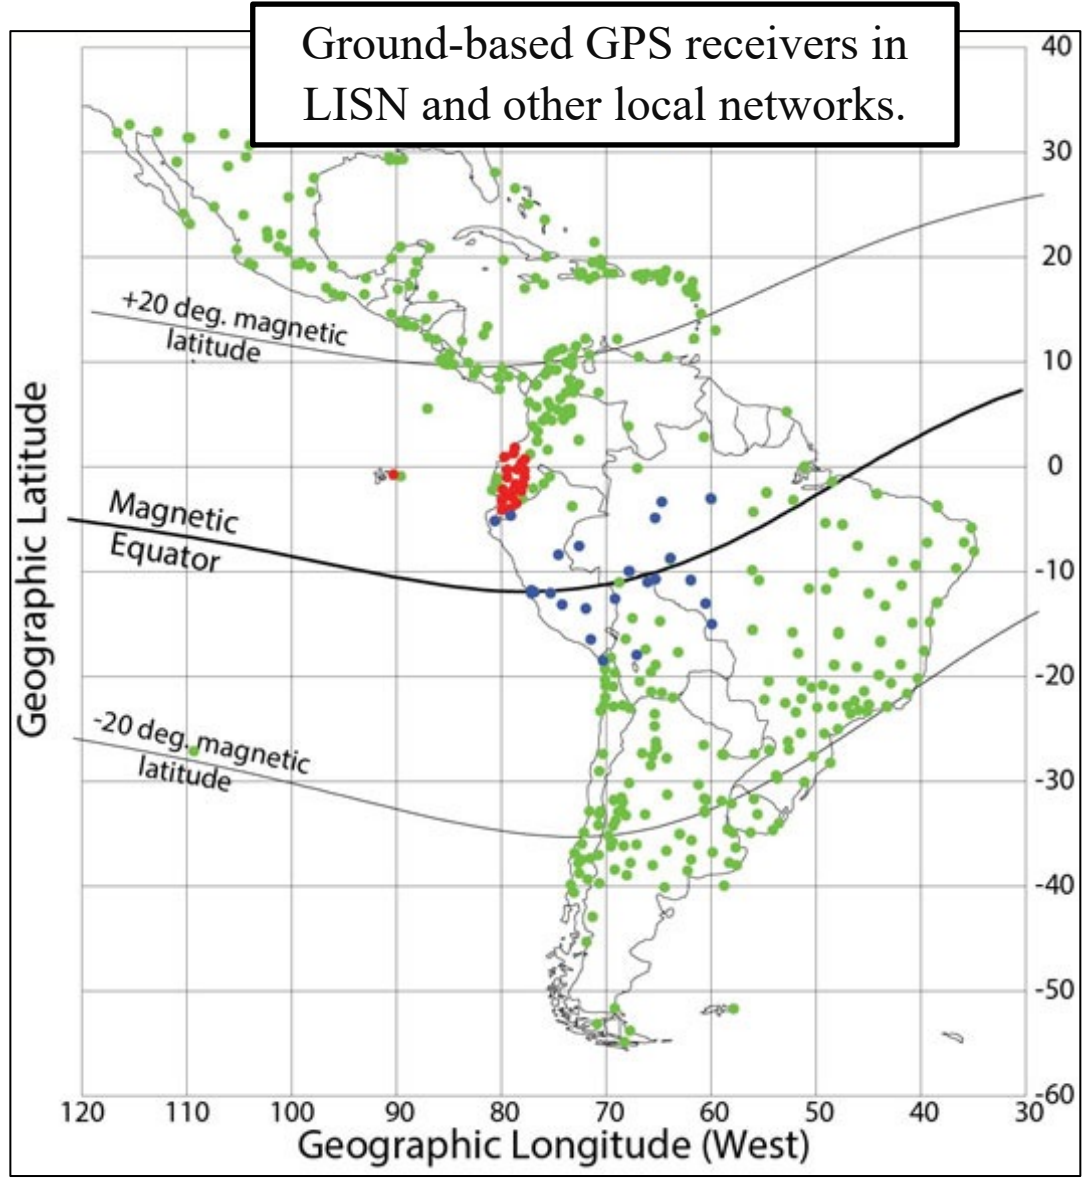 Ground-based GPS receivers in
LISN and other local networks.
40
30
20
10
0
-10
-20
-30
-40
-50
-60
+20 deg. magnetic
latitude
Magnetic
Equator
-20 deg. magnetic
latitude
Geographic Latitude
120 110 100 90 80 70 60 50 40 30
Geographic Longitude (West)